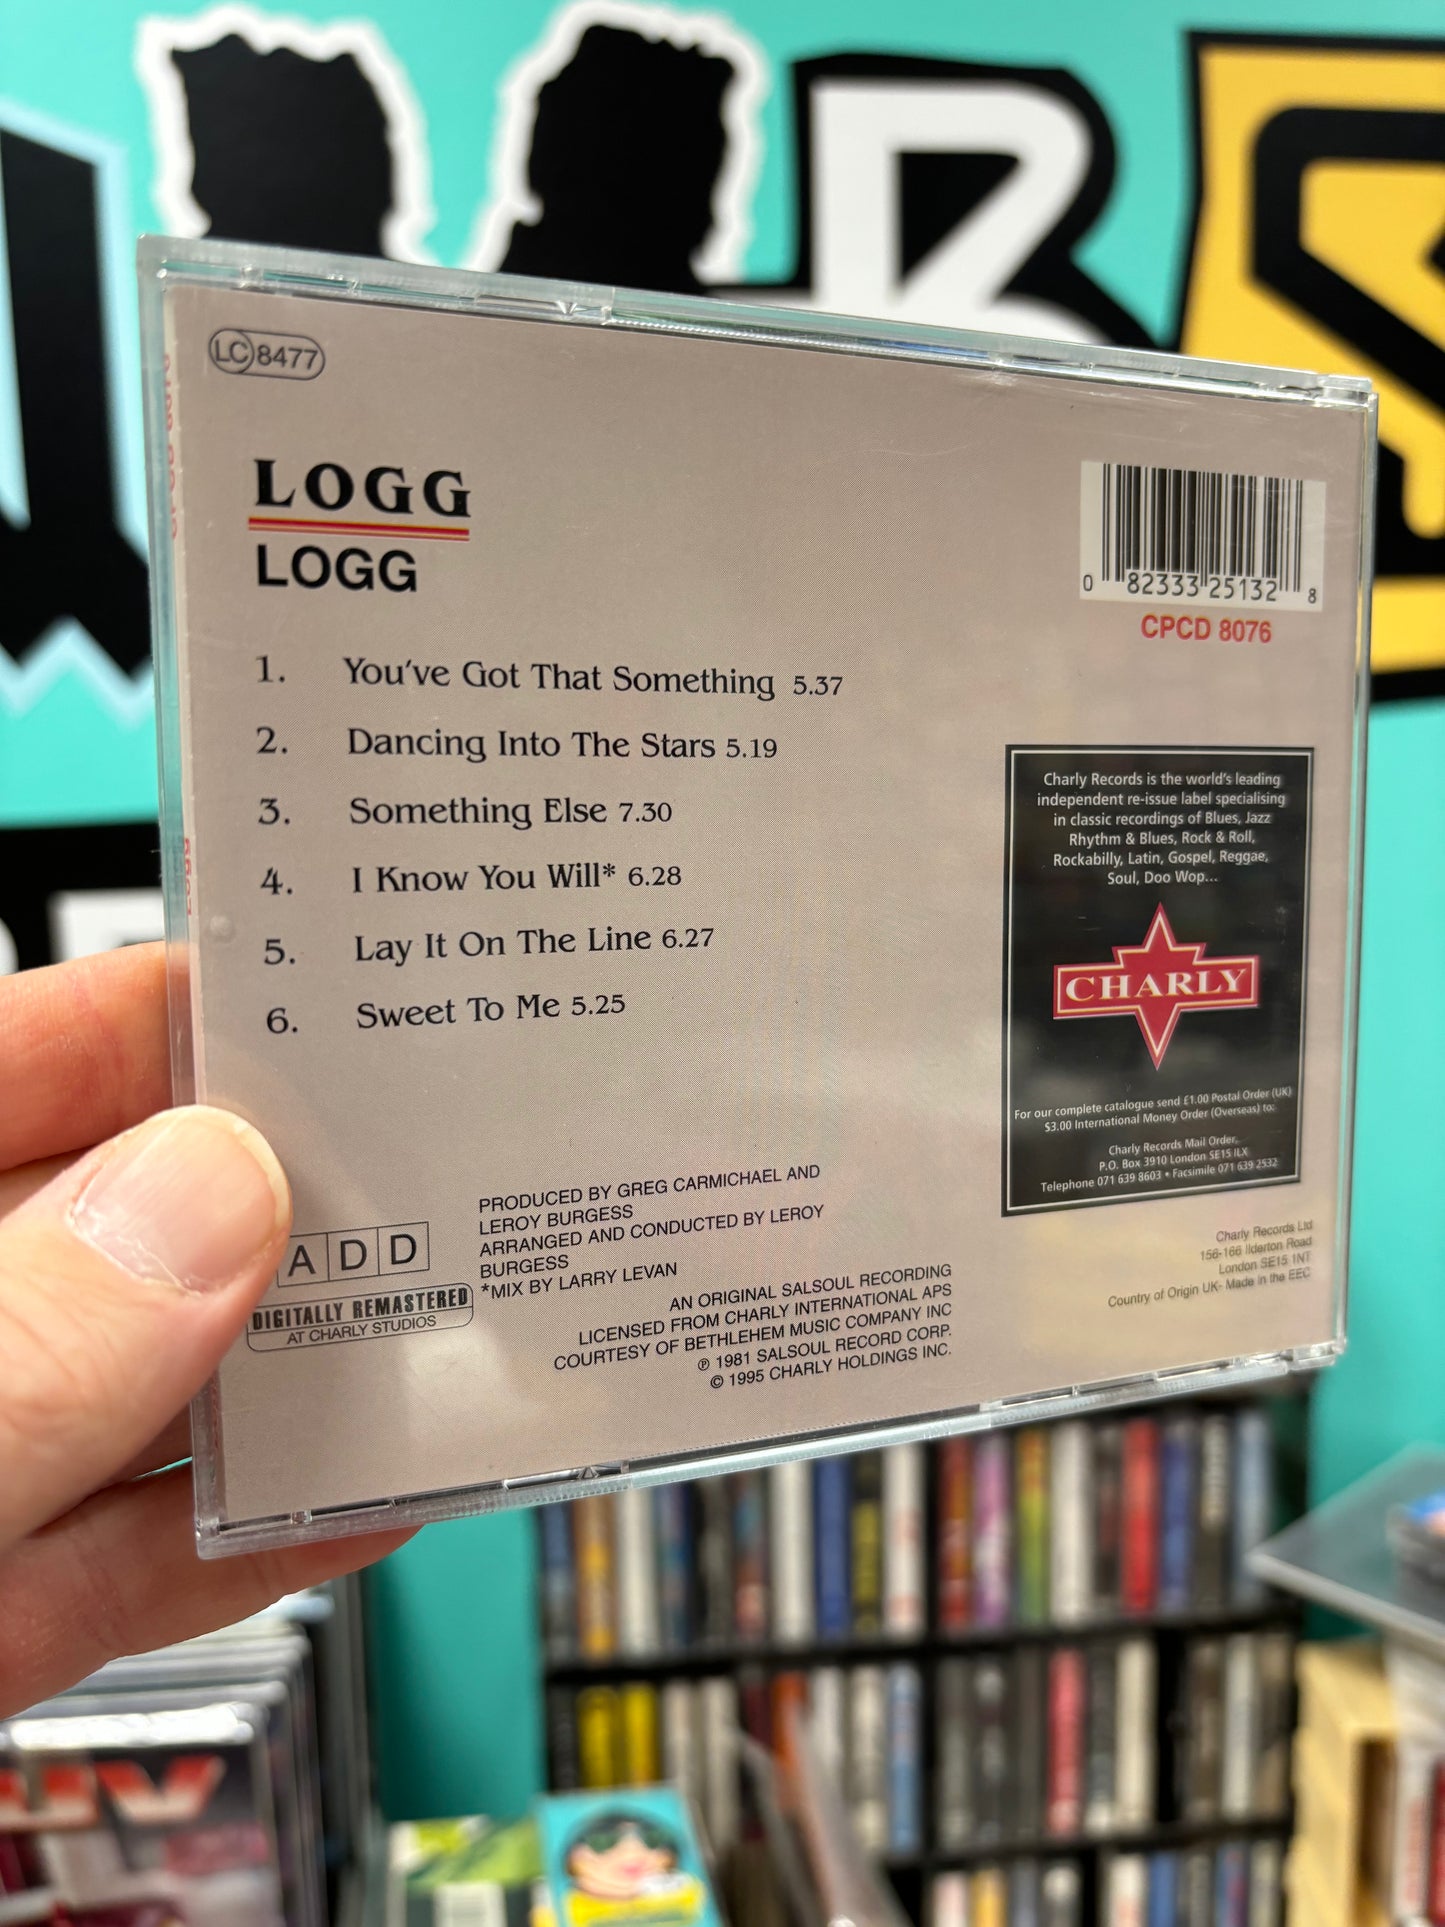 LC 8477
LOGG
LOGG
1. You've Got That Something 5.37
2. Dancing Into The Stars 5.19
3. Something Else 7.30
4. I Know You Will* 6.28
5. Lay It On The Line 6.27
6. Sweet To Me 5.25
0 82333 25132 8
CPCD 8076
Charly Records is the world's leading
independent re-issue label specialising
in classic recordings of Blues, Jazz
Rhythm & Blues, Rock & Roll,
Rockabilly, Latin, Gospel, Reggae,
Soul, Doo Wop...
CHARLY
For our complete catalogue send £1.00 Postal Order (UK)
$3.00 International Money Order (Overseas) to:
Charly Records Mail Order,
P.O. Box 3910 London SE15 1LX
Telephone 071 639 8603 • Facsimile 071 639 2532
ADD
DIGITALLY REMASTERED
AT CHARLY STUDIOS
PRODUCED BY GREG CARMICHAEL AND
LEROY BURGESS
ARRANGED AND CONDUCTED BY LEROY
BURGESS
*MIX BY LARRY LEVAN
AN ORIGINAL SALSOUL RECORDING
LICENSED FROM CHARLY INTERNATIONAL APS
COURTESY OF BETHLEHEM MUSIC COMPANY INC
℗ 1981 SALSOUL RECORD CORP.
© 1995 CHARLY HOLDINGS INC.
Charly Records Ltd
156-166 Ilderton Road
London SE15 1NT
Country of Origin UK- Made in the EEC